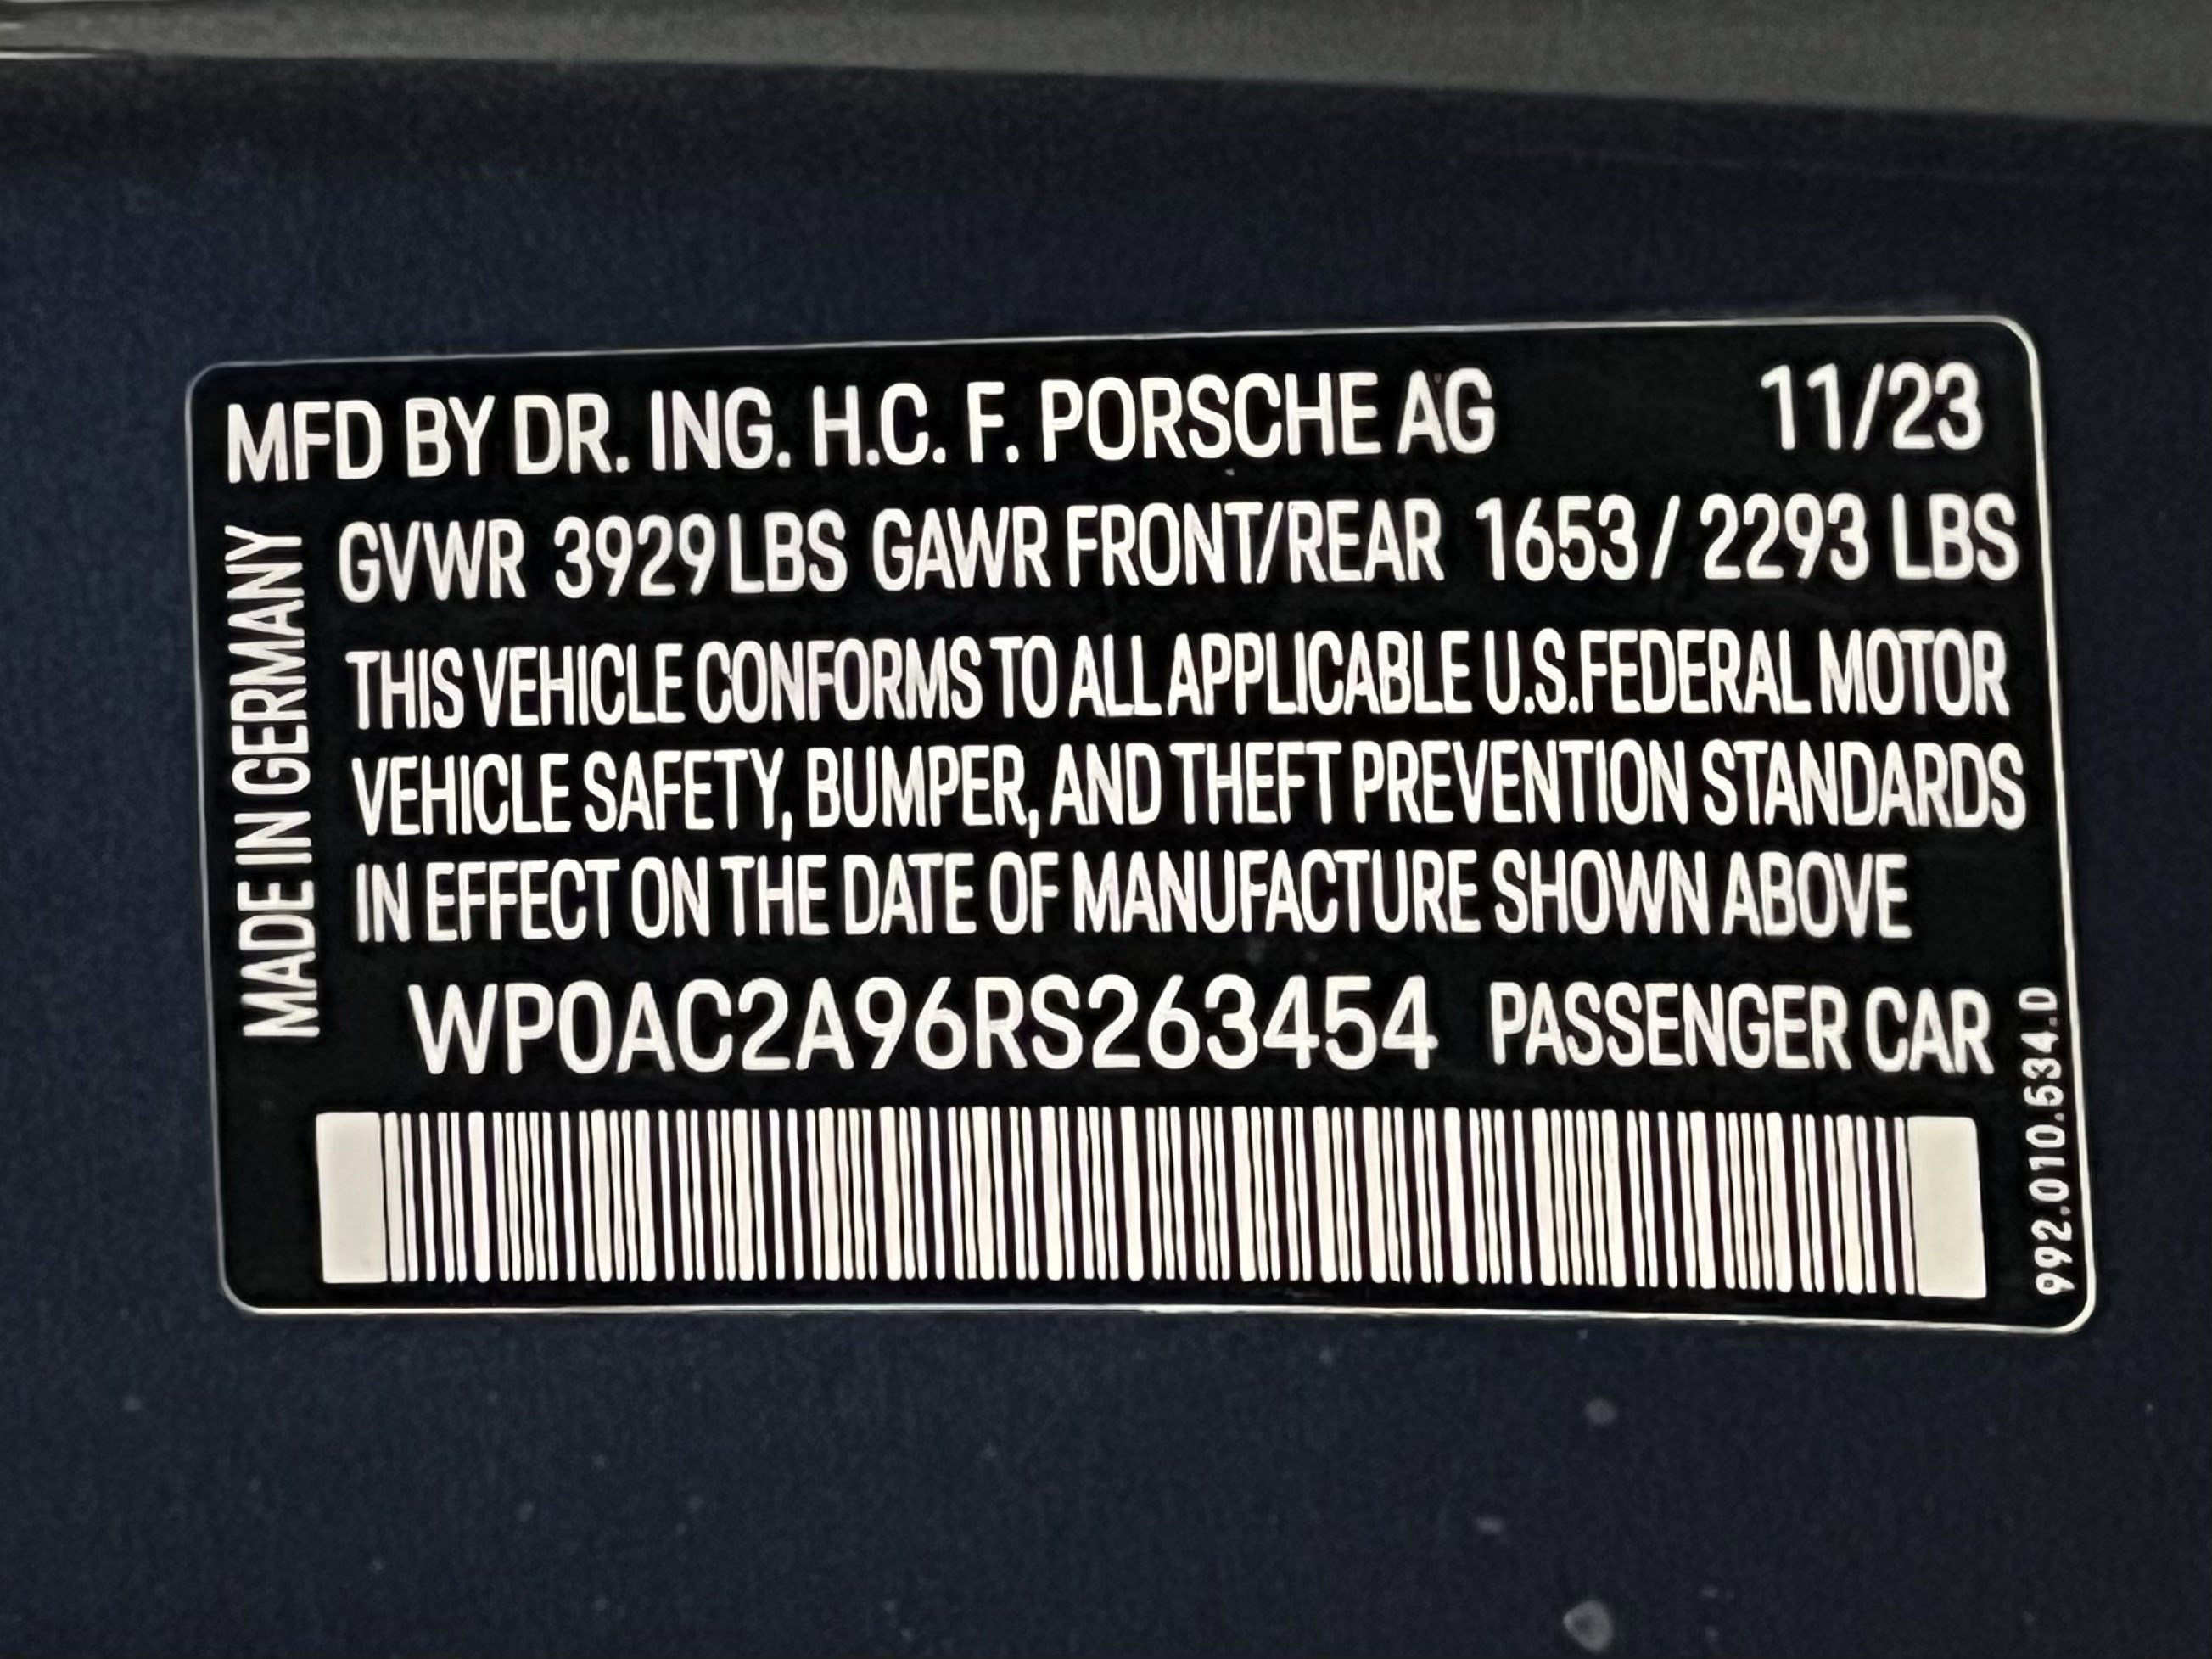 MFD BY DR. ING. H.C. F. PORSCHE AG 11/23
GVWR 3929 LBS GAWR FRONT/REAR 1653 / 2293 LBS
THIS VEHICLE CONFORMS TO ALL APPLICABLE U.S.FEDERAL MOTOR
VEHICLE SAFETY, BUMPER, AND THEFT PREVENTION STANDARDS
IN EFFECT ON THE DATE OF MANUFACTURE SHOWN ABOVE
WP0AC2A96RS263454 PASSENGER CAR
MADE IN GERMANY
992.010.534.D